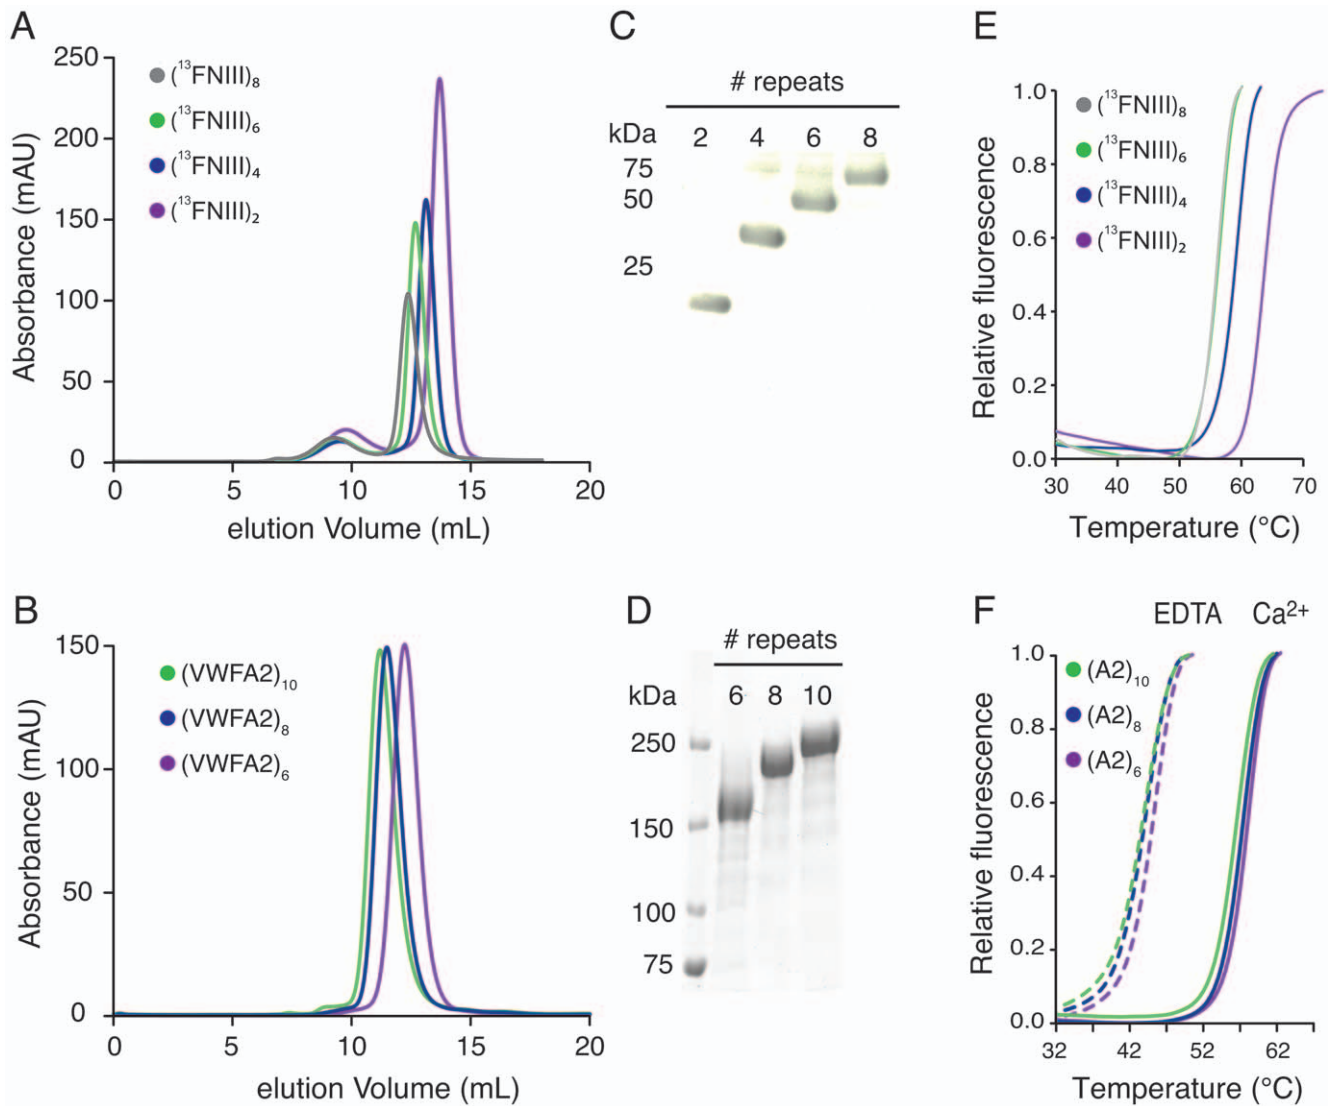 A
250
200
150
100
50
0
Absorbance (mAU)
(¹³FNIII)₈
(¹³FNIII)₆
(¹³FNIII)₄
(¹³FNIII)₂
0 5 10 15 20
elution Volume (mL)
C
# repeats
kDa 2 4 6 8
75
50
25
E
1.0
0.8
0.6
0.4
0.2
0.0
Relative fluorescence
(¹³FNIII)₈
(¹³FNIII)₆
(¹³FNIII)₄
(¹³FNIII)₂
30 40 50 60 70
Temperature (°C)
B
150
100
50
0
Absorbance (mAU)
(VWFA2)₁₀
(VWFA2)₈
(VWFA2)₆
0 5 10 15 20
elution Volume (mL)
D
# repeats
kDa 6 8 10
250
150
100
75
F
EDTA Ca²⁺
1.0
0.8
0.6
0.4
0.2
0.0
Relative fluorescence
(A2)₁₀
(A2)₈
(A2)₆
32 42 52 62
Temperature (°C)